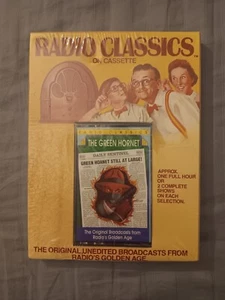 RADIO CLASSICS
ON CASSETTE
THE GREEN HORNET
DAILY SENTINEL
GREEN HORNET STILL AT LARGE!
The Original Broadcasts from
Radio's Golden Age
APPROX.
ONE FULL HOUR
OR
2 COMPLETE
SHOWS
ON EACH
SELECTION.
THE ORIGINAL, UNEDITED BROADCASTS FROM
RADIO'S GOLDEN AGE